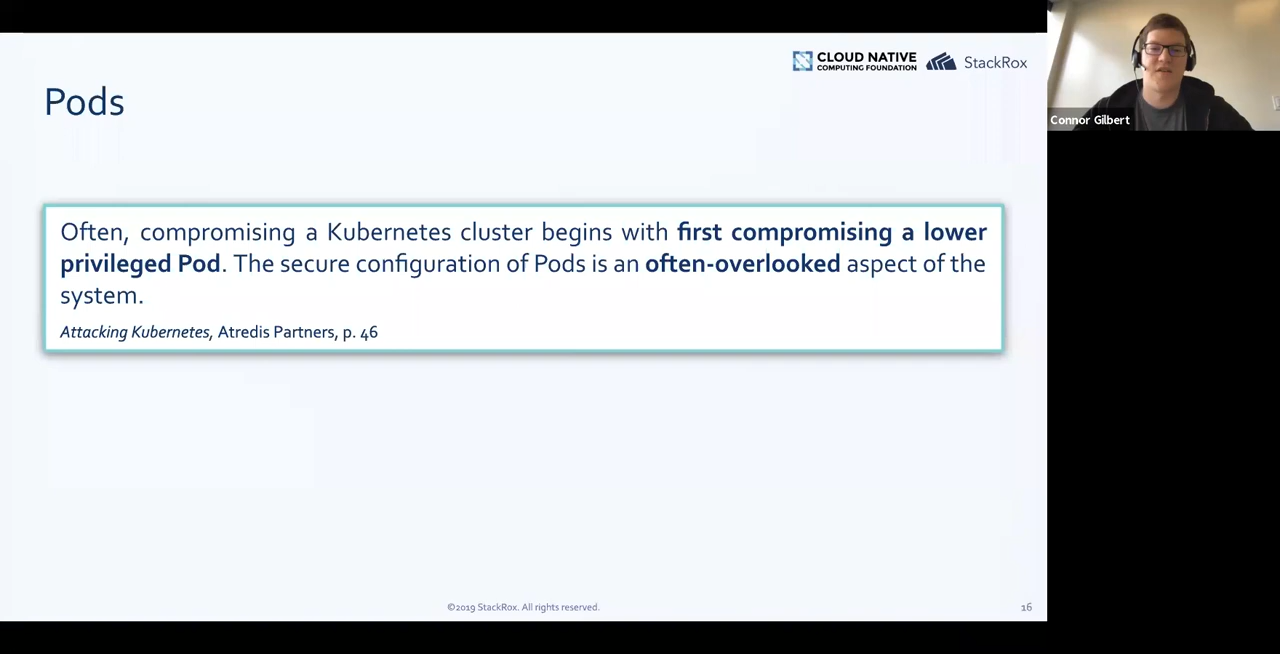 CLOUD NATIVE
COMPUTING FOUNDATION
StackRox
Connor Gilbert
Pods
Often, compromising a Kubernetes cluster begins with first compromising a lower
privileged Pod. The secure configuration of Pods is an often-overlooked aspect of the
system.
Attacking Kubernetes, Atredis Partners, p. 46
©2019 StackRox. All rights reserved.
16